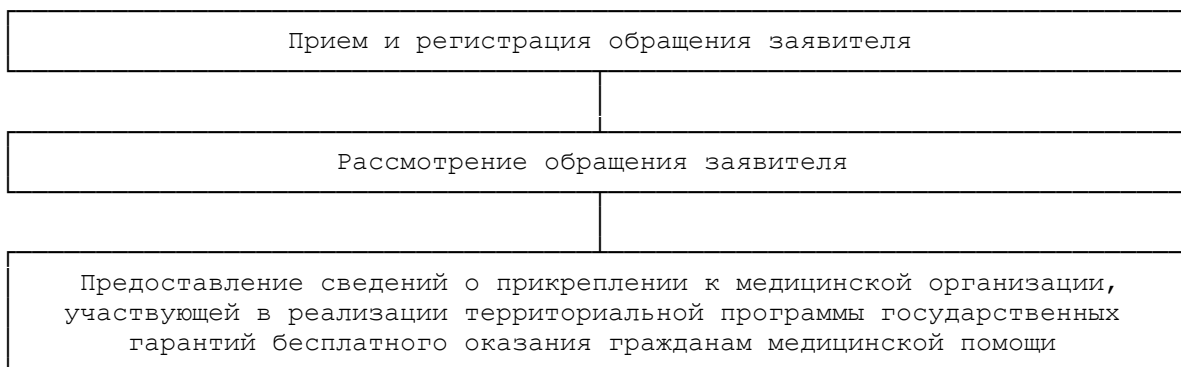 Прием и регистрация обращения заявителя
Рассмотрение обращения заявителя
Предоставление сведений о прикреплении к медицинской организации,
участвующей в реализации территориальной программы государственных
гарантий бесплатного оказания гражданам медицинской помощи